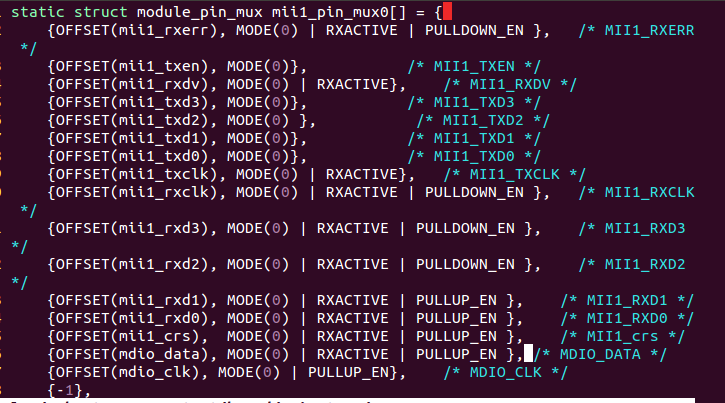 static struct module_pin_mux mii1_pin_mux0[] = {
{OFFSET(mii1_rxerr), MODE(0) | RXACTIVE | PULLDOWN_EN }, /* MII1_RXERR
*/
{OFFSET(mii1_txen), MODE(0)}, /* MII1_TXEN */
{OFFSET(mii1_rxdv), MODE(0) | RXACTIVE}, /* MII1_RXDV */
{OFFSET(mii1_txd3), MODE(0)}, /* MII1_TXD3 */
{OFFSET(mii1_txd2), MODE(0) }, /* MII1_TXD2 */
{OFFSET(mii1_txd1), MODE(0)}, /* MII1_TXD1 */
{OFFSET(mii1_txd0), MODE(0)}, /* MII1_TXD0 */
{OFFSET(mii1_txclk), MODE(0) | RXACTIVE}, /* MII1_TXCLK */
{OFFSET(mii1_rxclk), MODE(0) | RXACTIVE | PULLDOWN_EN }, /* MII1_RXCLK
*/
{OFFSET(mii1_rxd3), MODE(0) | RXACTIVE | PULLDOWN_EN }, /* MII1_RXD3
*/
{OFFSET(mii1_rxd2), MODE(0) | RXACTIVE | PULLDOWN_EN }, /* MII1_RXD2
*/
{OFFSET(mii1_rxd1), MODE(0) | RXACTIVE | PULLUP_EN }, /* MII1_RXD1 */
{OFFSET(mii1_rxd0), MODE(0) | RXACTIVE | PULLUP_EN }, /* MII1_RXD0 */
{OFFSET(mii1_crs), MODE(0) | RXACTIVE | PULLUP_EN }, /* MII1_crs */
{OFFSET(mdio_data), MODE(0) | RXACTIVE | PULLUP_EN }, /* MDIO_DATA */
{OFFSET(mdio_clk), MODE(0) | PULLUP_EN}, /* MDIO_CLK */
{-1},